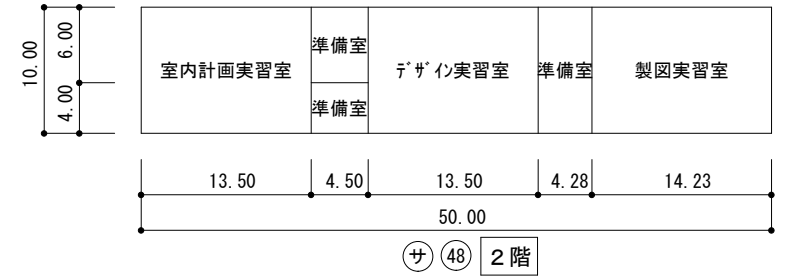 10.00
6.00
4.00
室内計画実習室
準備室
準備室
ﾃﾞｻﾞｲﾝ実習室
準備室
製図実習室
13.50
4.50
13.50
4.28
14.23
50.00
サ 48 2階